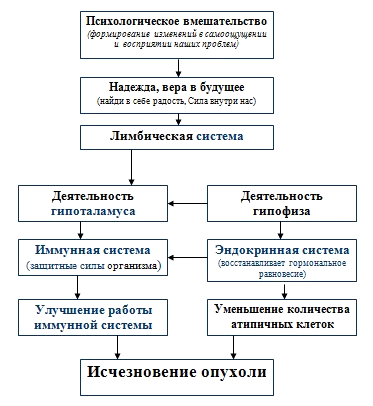 Психологическое вмешательство
(формирование изменений в самоощущении
и восприятии наших проблем)
Надежда, вера в будущее
(найди в себе радость, Сила внутри нас)
Лимбическая система
Деятельность
гипоталамуса
Деятельность
гипофиза
Иммунная система
(защитные силы организма)
Эндокринная система
(восстанавливает гормональное
равновесие)
Улучшение работы
иммунной системы
Уменьшение количества
атипичных клеток
Исчезновение опухоли